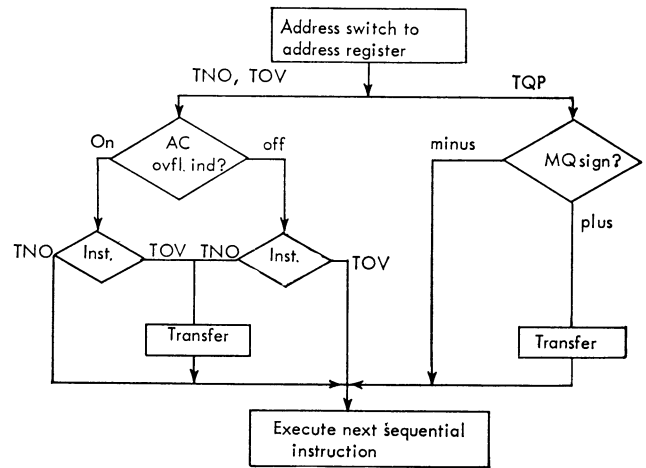 Address switch to
address register
TNO, TOV
TQP
On
AC
ovfl. ind?
off
minus
MQ sign?
plus
TNO
Inst.
TOV
TNO
Inst.
TOV
Transfer
Transfer
Execute next sequential
instruction